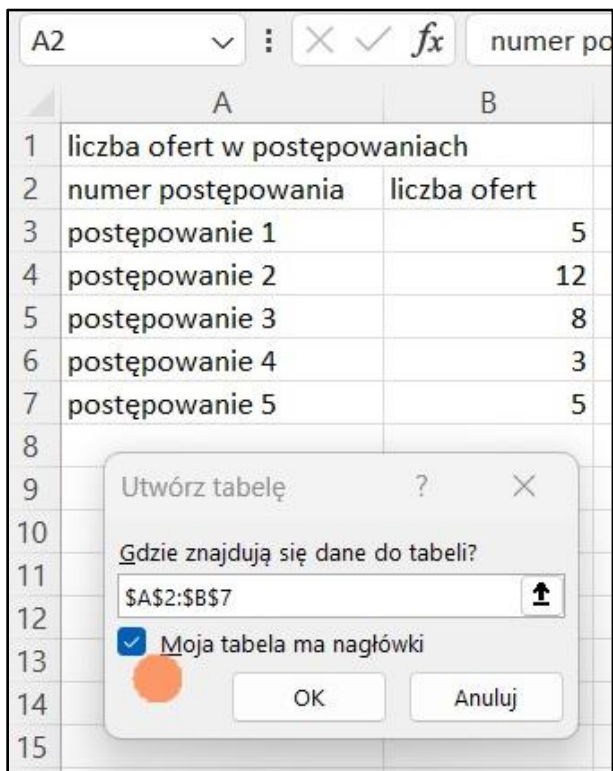 A2 fx numer po
A B
1 liczba ofert w postępowaniach
2 numer postępowania liczba ofert
3 postępowanie 1 5
4 postępowanie 2 12
5 postępowanie 3 8
6 postępowanie 4 3
7 postępowanie 5 5
8
9 Utwórz tabelę ?
10
Gdzie znajdują się dane do tabeli?
11
$A$2:$B$7
12
Moja tabela ma nagłówki
13
14 OK Anuluj
15